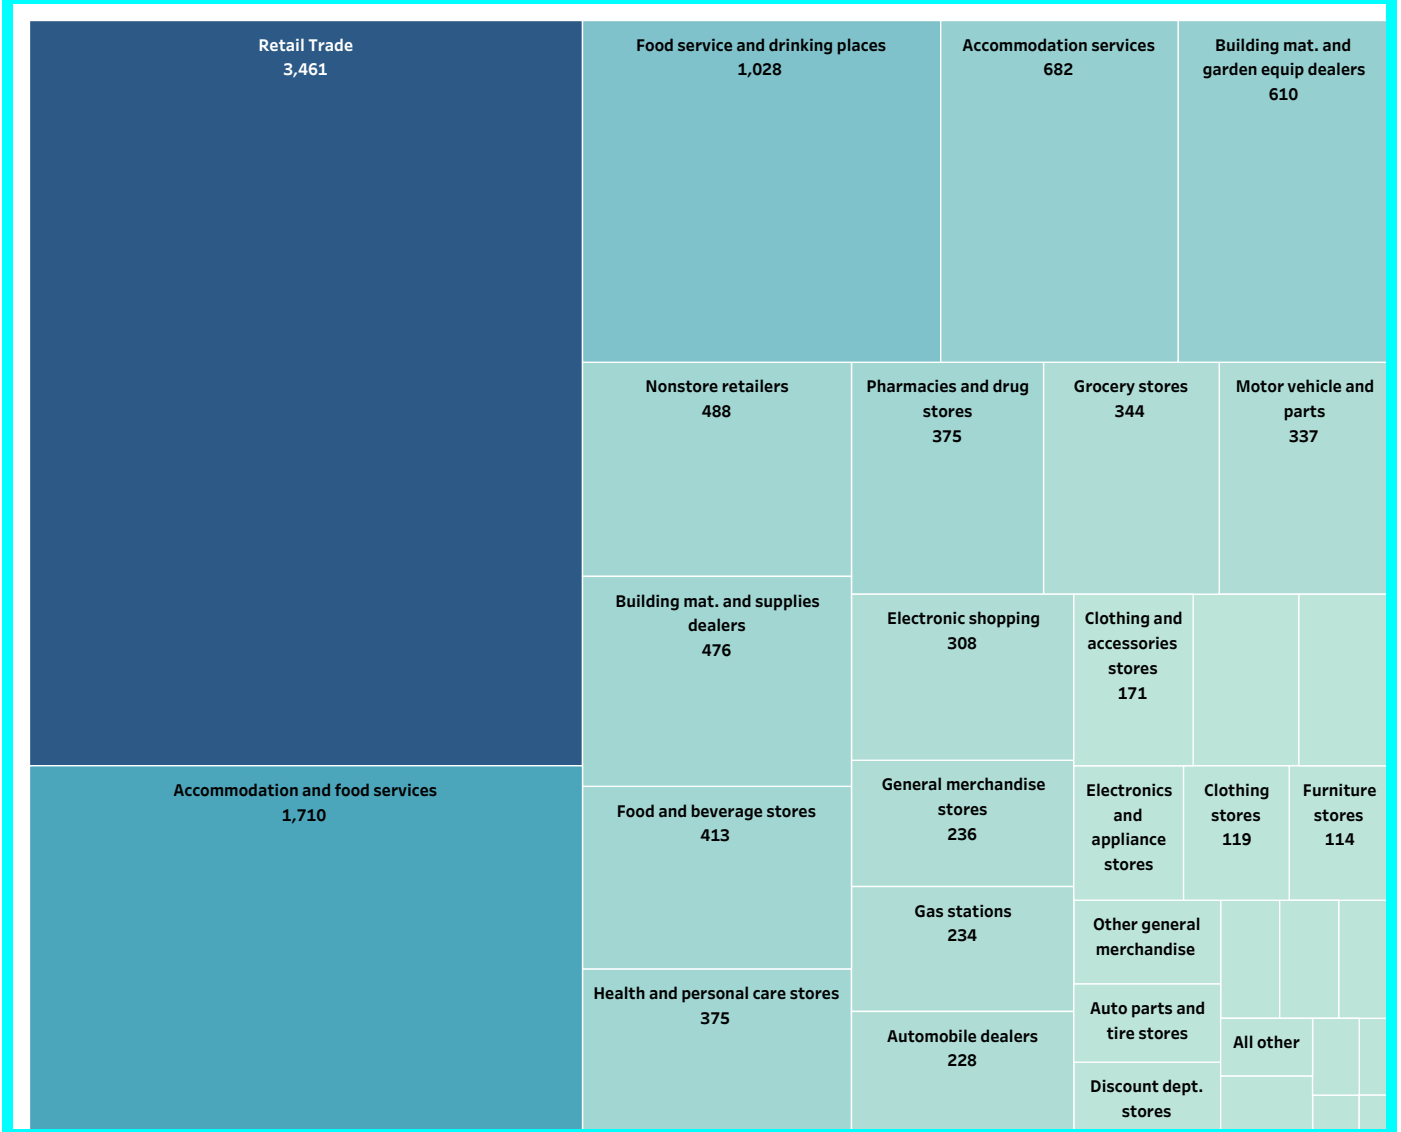 Retail Trade
3,461
Food service and drinking places
1,028
Accommodation services
682
Building mat. and
garden equip dealers
610
Nonstore retailers
488
Pharmacies and drug
stores
375
Grocery stores
344
Motor vehicle and
parts
337
Building mat. and supplies
dealers
476
Electronic shopping
308
Clothing and
accessories
stores
171
Accommodation and food services
1,710
Food and beverage stores
413
General merchandise
stores
236
Electronics
and
appliance
stores
Clothing
stores
119
Furniture
stores
114
Gas stations
234
Other general
merchandise
Health and personal care stores
375
Automobile dealers
228
Auto parts and
tire stores
All other
Discount dept.
stores